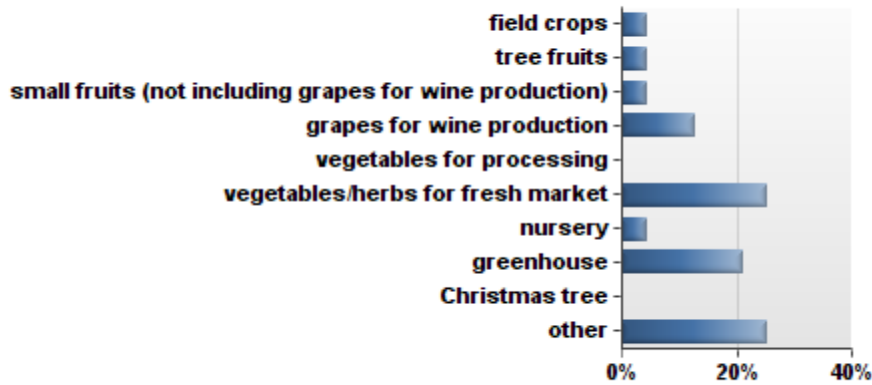 field crops
tree fruits
small fruits (not including grapes for wine production)
grapes for wine production
vegetables for processing
vegetables/herbs for fresh market
nursery
greenhouse
Christmas tree
other
0% 20% 40%